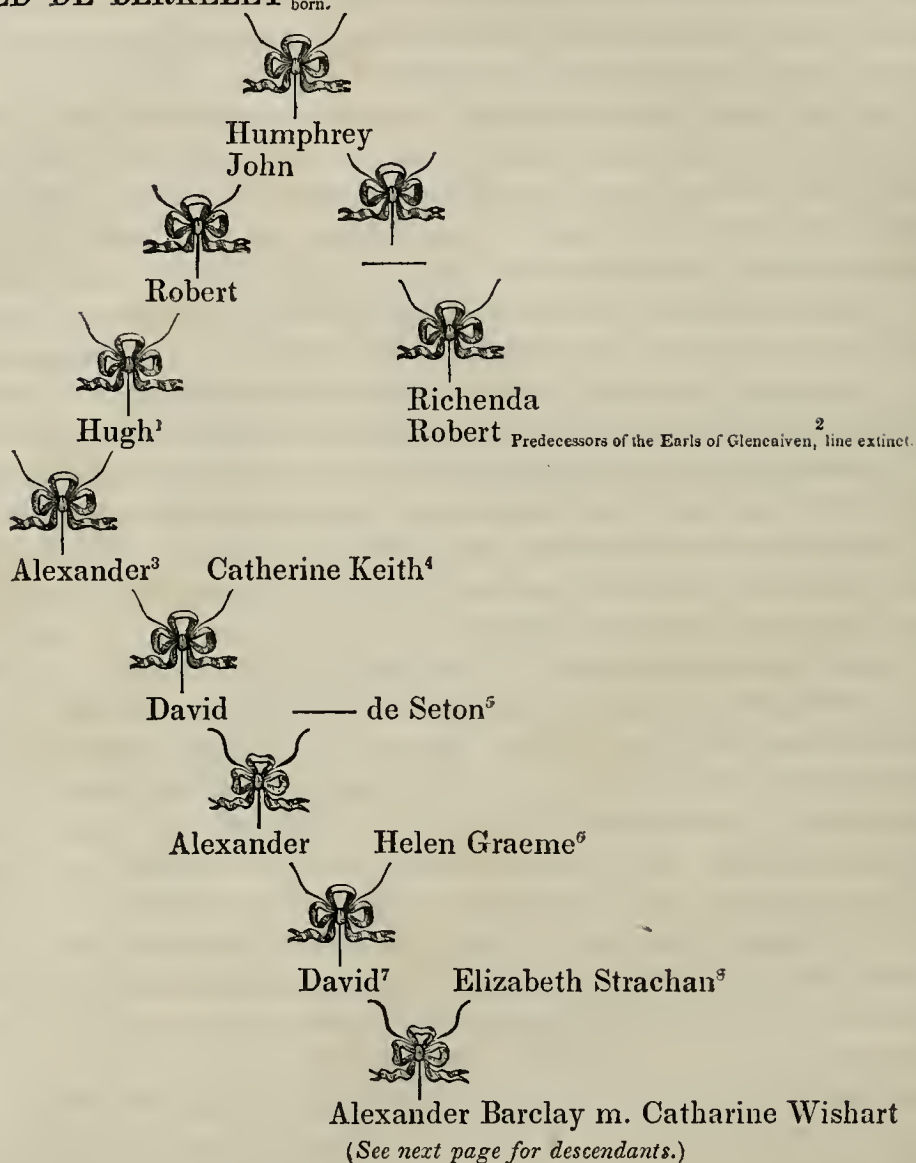 DE BERKELEY born.
Humphrey
John
Robert
Richenda
Hugh¹
Robert Predecessors of the Earls of Glencaiven,² line extinct.
Alexander³ Catherine Keith⁴
David —— de Seton⁵
Alexander Helen Graeme⁶
David⁷ Elizabeth Strachan⁸
Alexander Barclay m. Catharine Wishart
(See next page for descendants.)